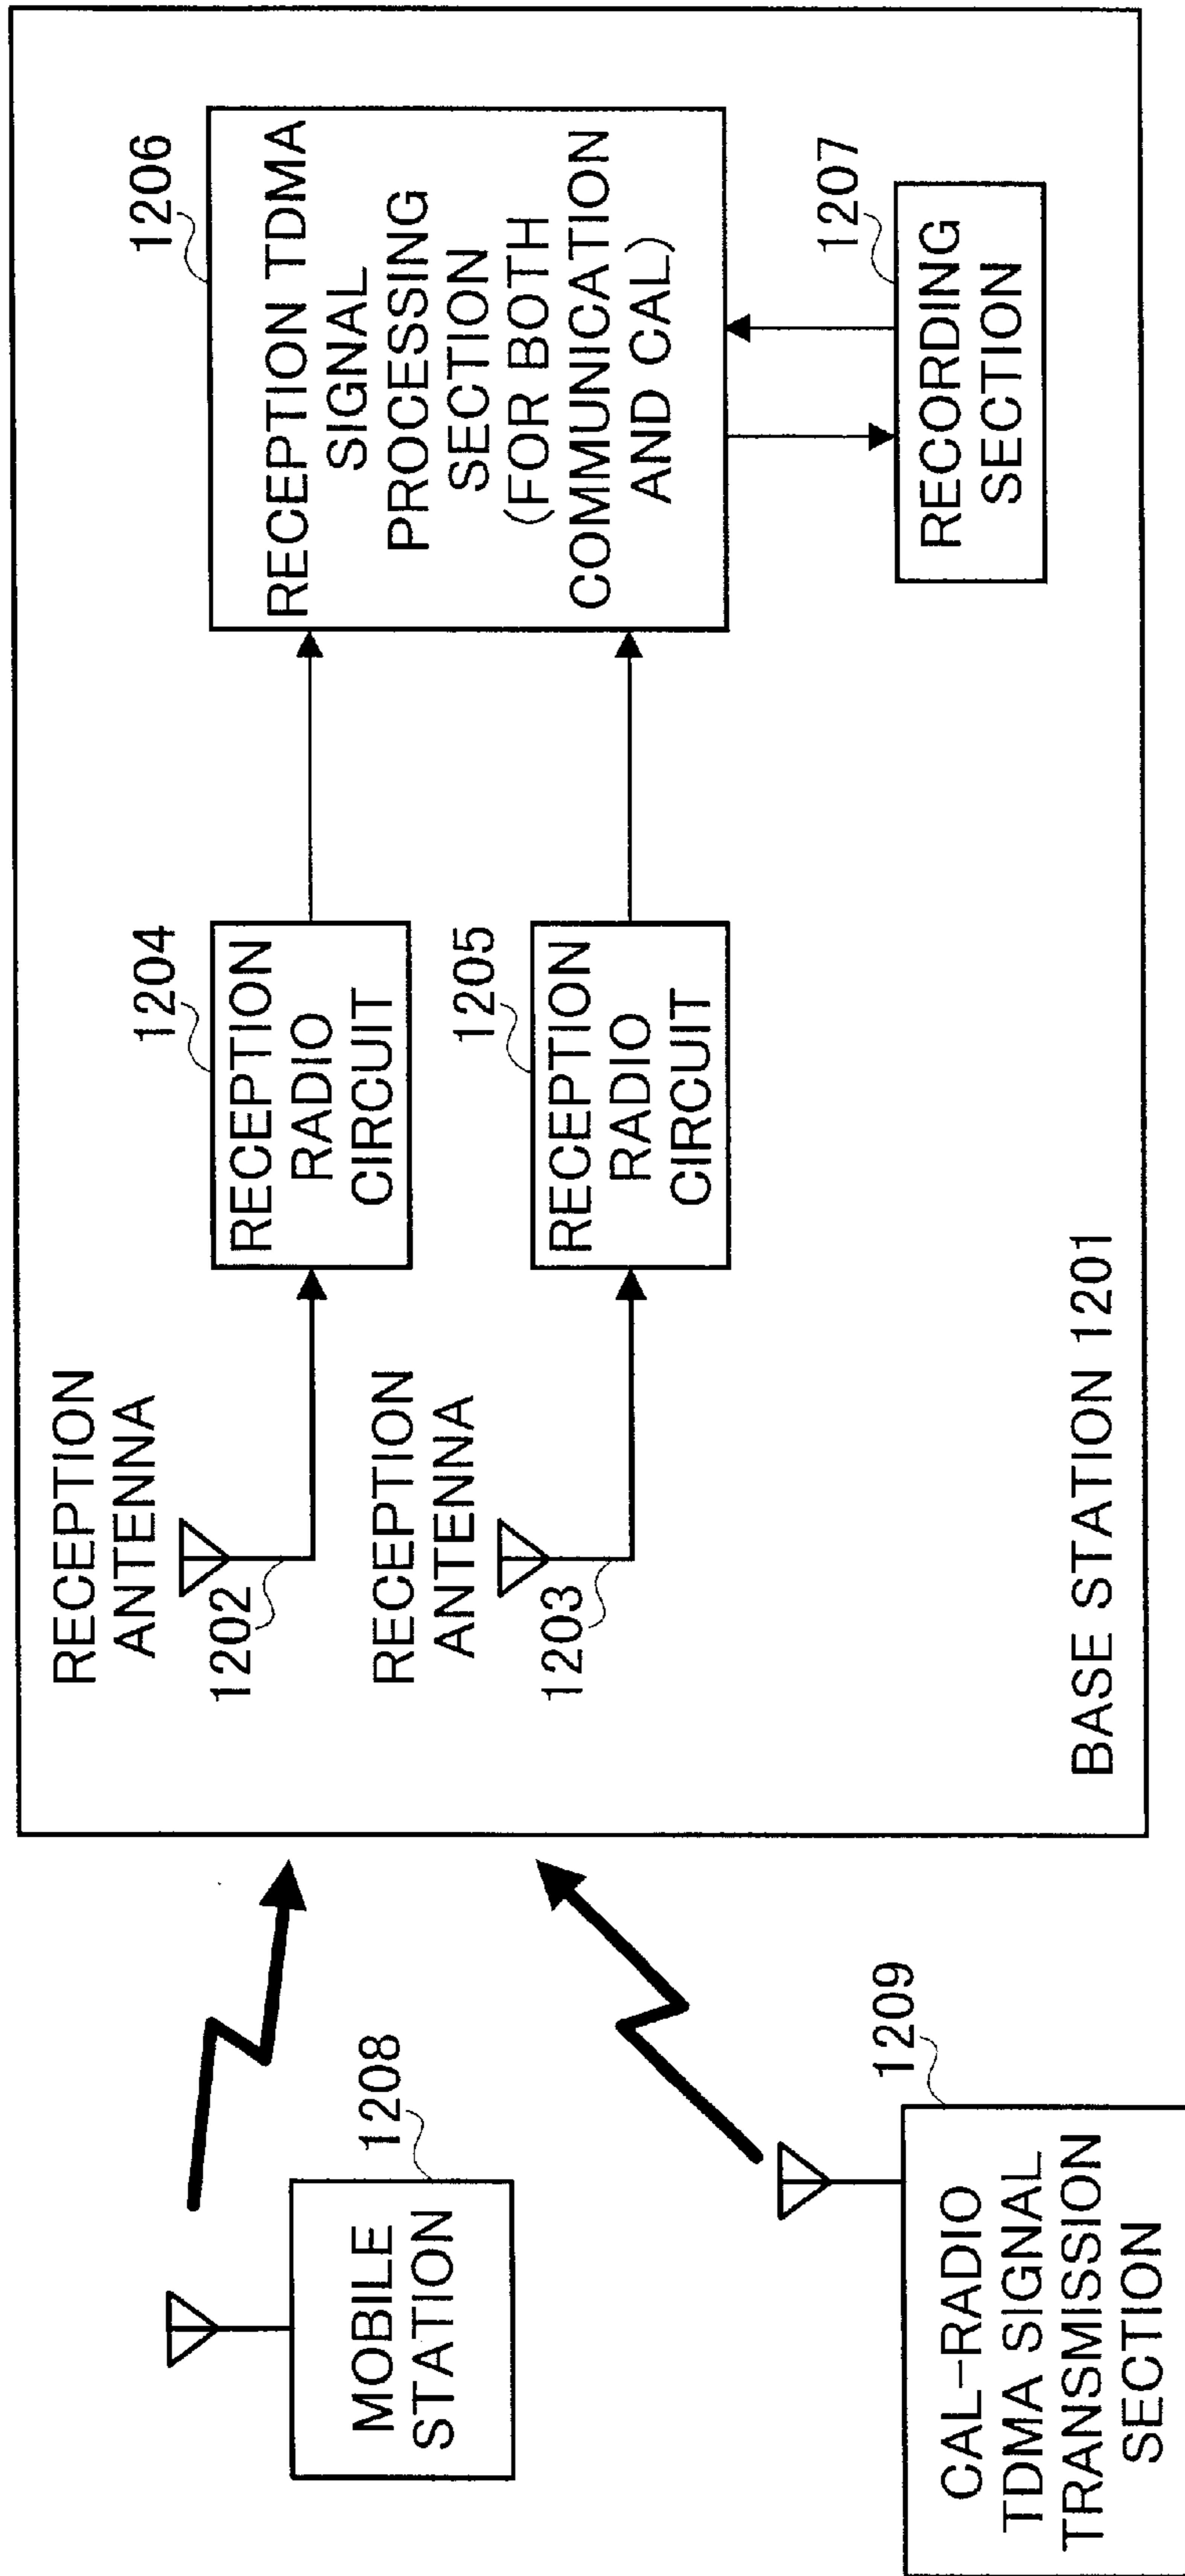 RECEPTION
ANTENNA
1202
RECEPTION
ANTENNA
1203
1204
RECEPTION
RADIO
CIRCUIT
1205
RECEPTION
RADIO
CIRCUIT
1206
RECEPTION TDMA
SIGNAL
PROCESSING
SECTION
(FOR BOTH
COMMUNICATION
AND CAL)
1207
RECORDING
SECTION
BASE STATION 1201
1208
MOBILE
STATION
1209
CAL-RADIO
TDMA SIGNAL
TRANSMISSION
SECTION